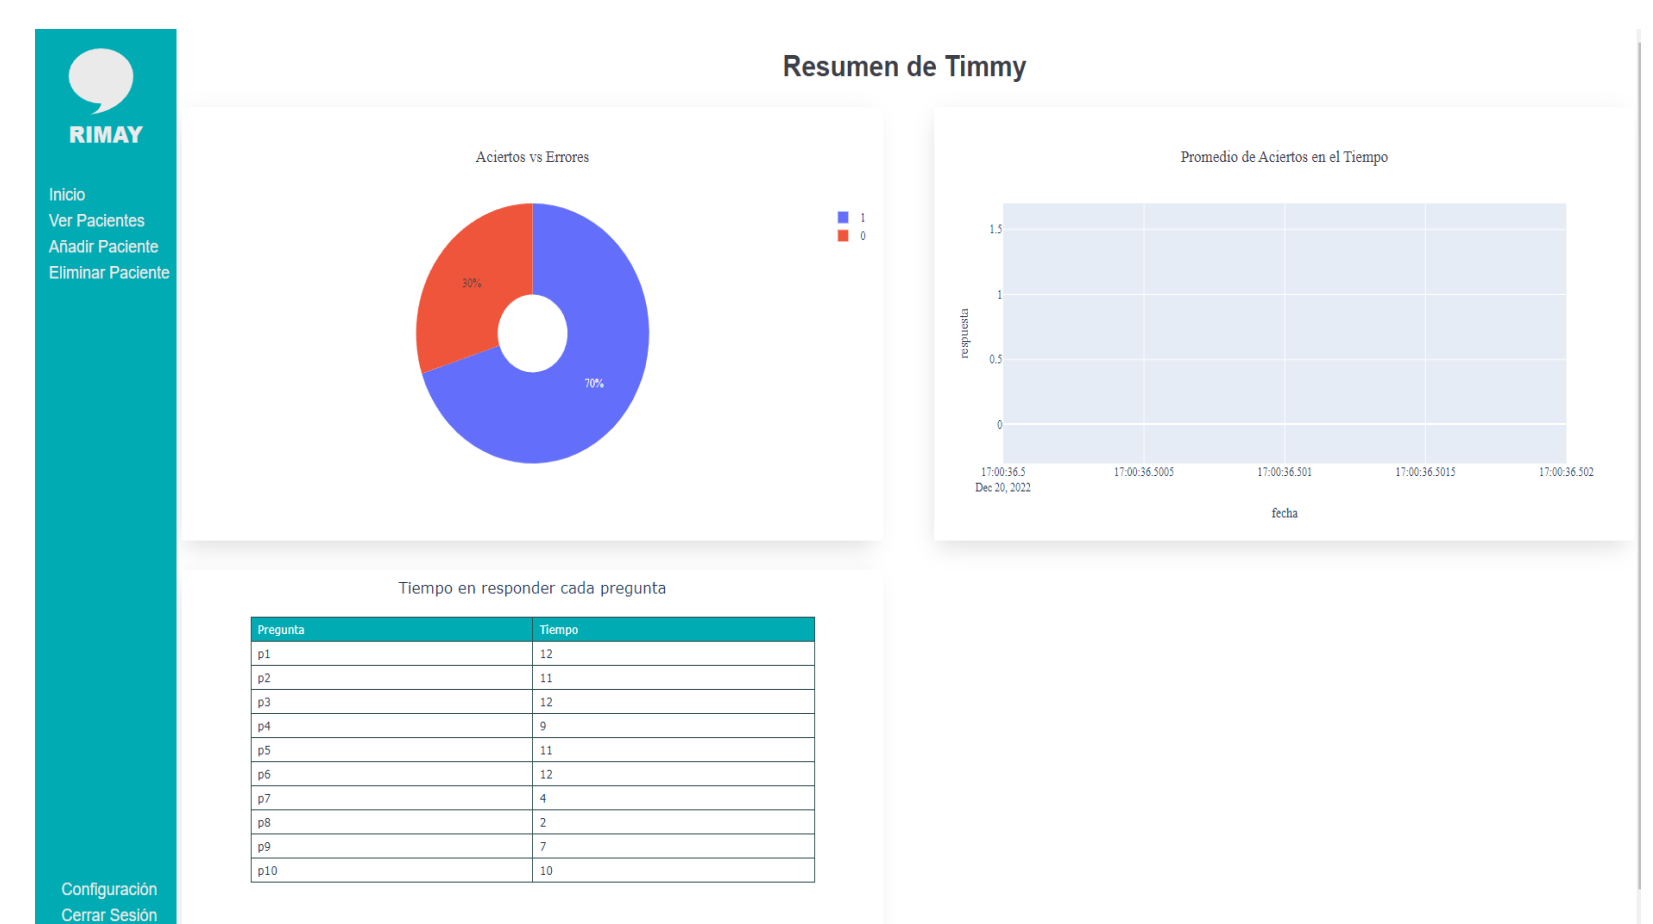 RIMAY
Inicio
Ver Pacientes
Añadir Paciente
Eliminar Paciente
Configuración
Cerrar Sesión
Resumen de Timmy
Aciertos vs Errores
30%
70%
1
0
Promedio de Aciertos en el Tiempo
respuesta
1.5
1
0.5
0
17:00:36.5 17:00:36.5005 17:00:36.501 17:00:36.5015 17:00:36.502
Dec 20, 2022
fecha
Tiempo en responder cada pregunta
Pregunta Tiempo
p1 12
p2 11
p3 12
p4 9
p5 11
p6 12
p7 4
p8 2
p9 7
p10 10